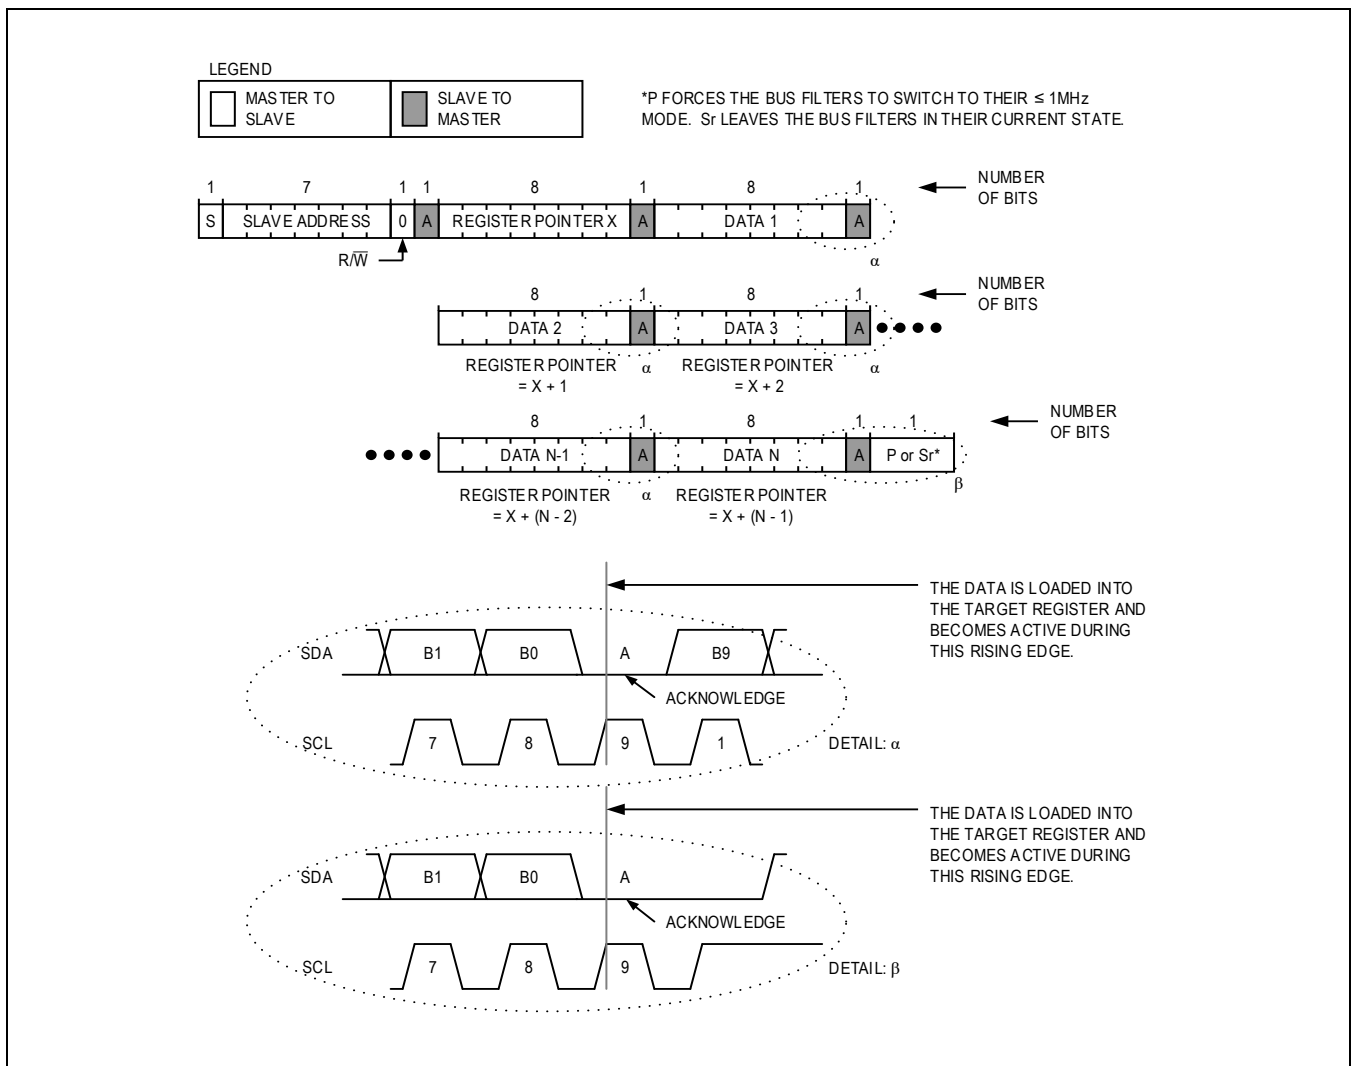 LEGEND
MASTER TO
SLAVE
SLAVE TO
MASTER
*P FORCES THE BUS FILTERS TO SWITCH TO THEIR ≤ 1MHz
MODE. Sr LEAVES THE BUS FILTERS IN THEIR CURRENT STATE.
1 7 1 1 8 1 8 1
NUMBER
OF BITS
S SLAVE ADDRESS 0 A REGISTER POINTER X A DATA 1 A
R/W̅
α
8 1 8 1
NUMBER
OF BITS
DATA 2 A DATA 3 A
REGISTER POINTER
= X + 1
α
REGISTER POINTER
= X + 2
α
8 1 8 1 1
NUMBER
OF BITS
DATA N-1 A DATA N A P or Sr*
β
REGISTER POINTER
= X + (N - 2)
α
REGISTER POINTER
= X + (N - 1)
THE DATA IS LOADED INTO
THE TARGET REGISTER AND
BECOMES ACTIVE DURING
THIS RISING EDGE.
SDA B1 B0 A B9
ACKNOWLEDGE
SCL 7 8 9 1
DETAIL: α
THE DATA IS LOADED INTO
THE TARGET REGISTER AND
BECOMES ACTIVE DURING
THIS RISING EDGE.
SDA B1 B0 A
ACKNOWLEDGE
SCL 7 8 9
DETAIL: β